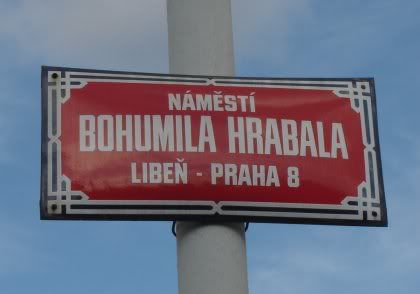 NÁMĚSTÍ
BOHUMILA HRABALA
LIBEŇ - PRAHA 8